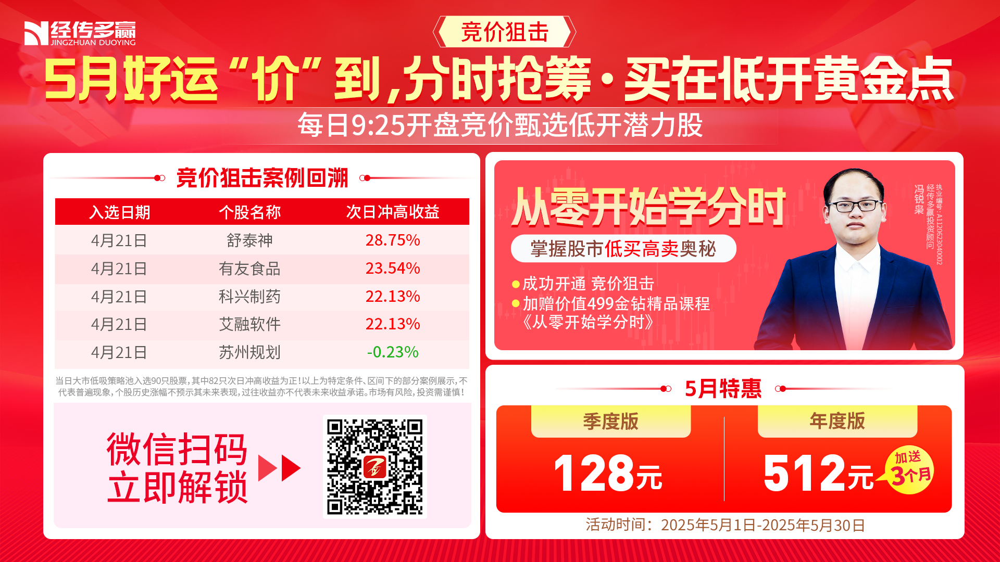 经传多赢
JINGZHUAN DUOYING
竞价狙击
5月好运“价”到,分时抢筹·买在低开黄金点
每日9:25开盘竞价甄选低开潜力股
竞价狙击案例回溯
入选日期 个股名称 次日冲高收益
4月21日 舒泰神 28.75%
4月21日 有友食品 23.54%
4月21日 科兴制药 22.13%
4月21日 艾融软件 22.13%
4月21日 苏州规划 -0.23%
当日大市低吸策略池入选90只股票,其中82只次日冲高收益为正!以上为特定条件、区间下的部分案例展示,不
代表普遍现象,个股历史涨幅不预示其未来表现,过往收益亦不代表未来收益承诺。市场有风险,投资需谨慎!
微信扫码
立即解锁
从零开始学分时
掌握股市低买高卖奥秘
成功开通 竞价狙击
加赠价值499金钻精品课程
《从零开始学分时》
冯锐枭
经传多赢投资顾问
执业编号:A1120623040002
5月特惠
季度版
128元
年度版
512元
加送
3个月
活动时间：2025年5月1日-2025年5月30日